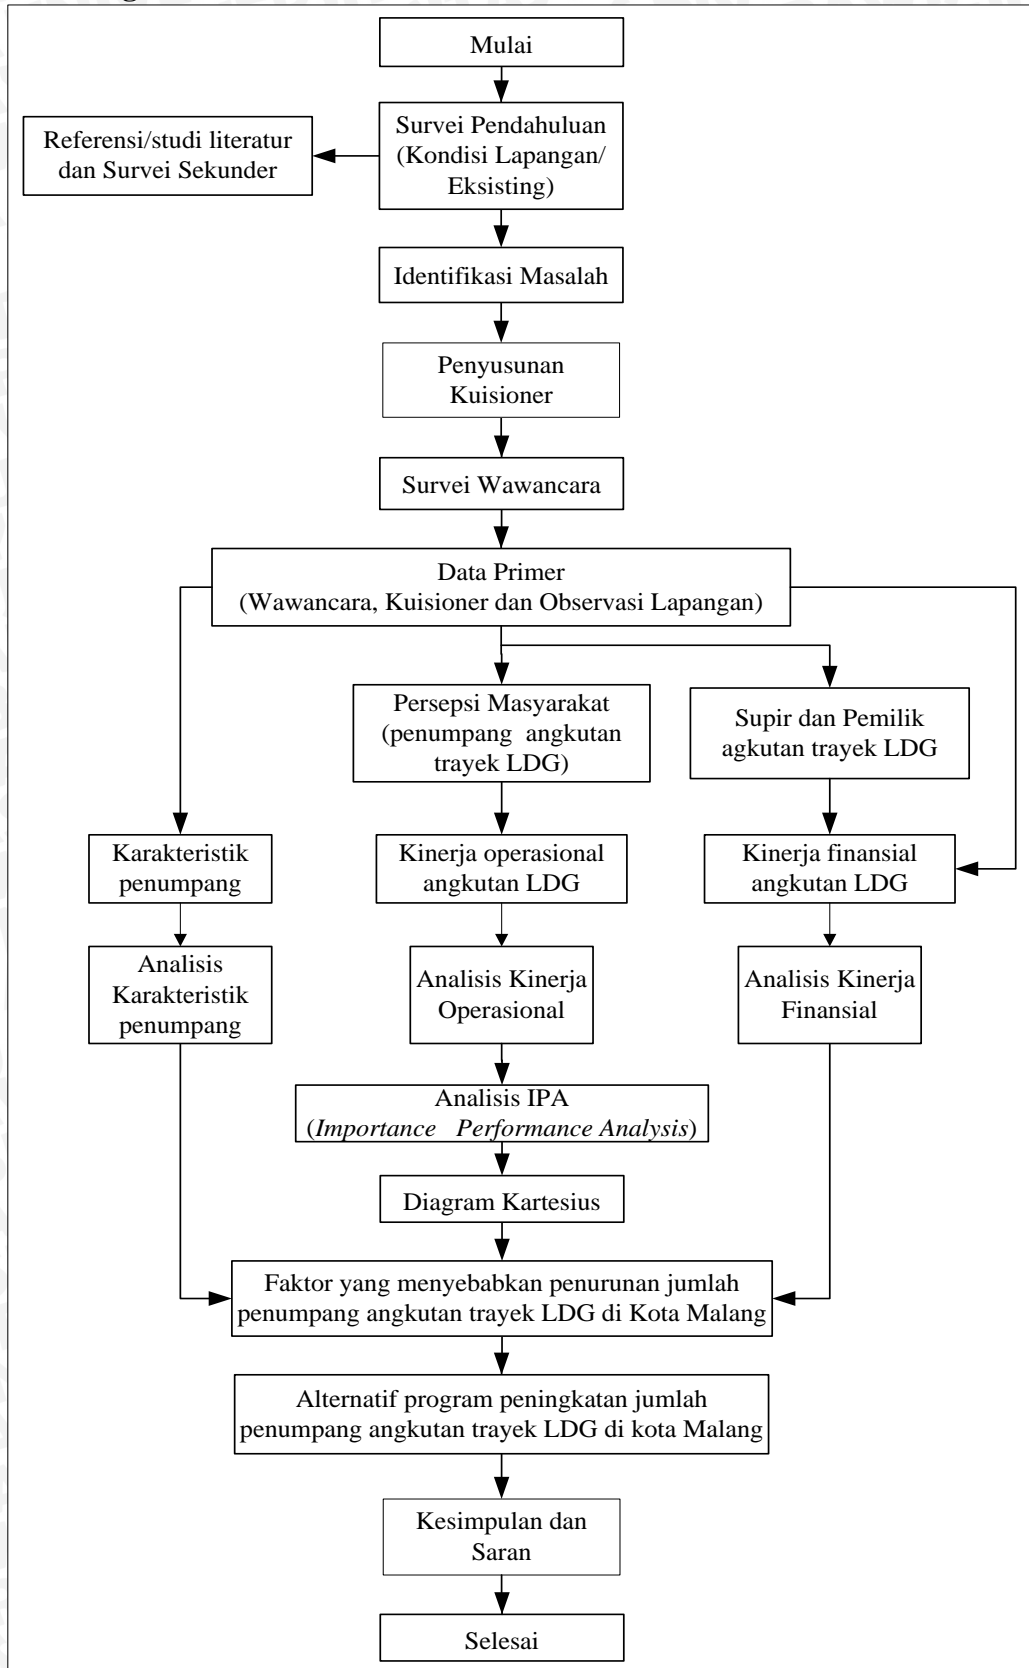 Mulai
Survei Pendahuluan
(Kondisi Lapangan/
Eksisting)
Referensi/studi literatur
dan Survei Sekunder
Identifikasi Masalah
Penyusunan
Kuisioner
Survei Wawancara
Data Primer
(Wawancara, Kuisioner dan Observasi Lapangan)
Persepsi Masyarakat
(penumpang angkutan
trayek LDG)
Supir dan Pemilik
agkutan trayek LDG
Karakteristik
penumpang
Kinerja operasional
angkutan LDG
Kinerja finansial
angkutan LDG
Analisis
Karakteristik
penumpang
Analisis Kinerja
Operasional
Analisis Kinerja
Finansial
Analisis IPA
(Importance Performance Analysis)
Diagram Kartesius
Faktor yang menyebabkan penurunan jumlah
penumpang angkutan trayek LDG di Kota Malang
Alternatif program peningkatan jumlah
penumpang angkutan trayek LDG di kota Malang
Kesimpulan dan
Saran
Selesai